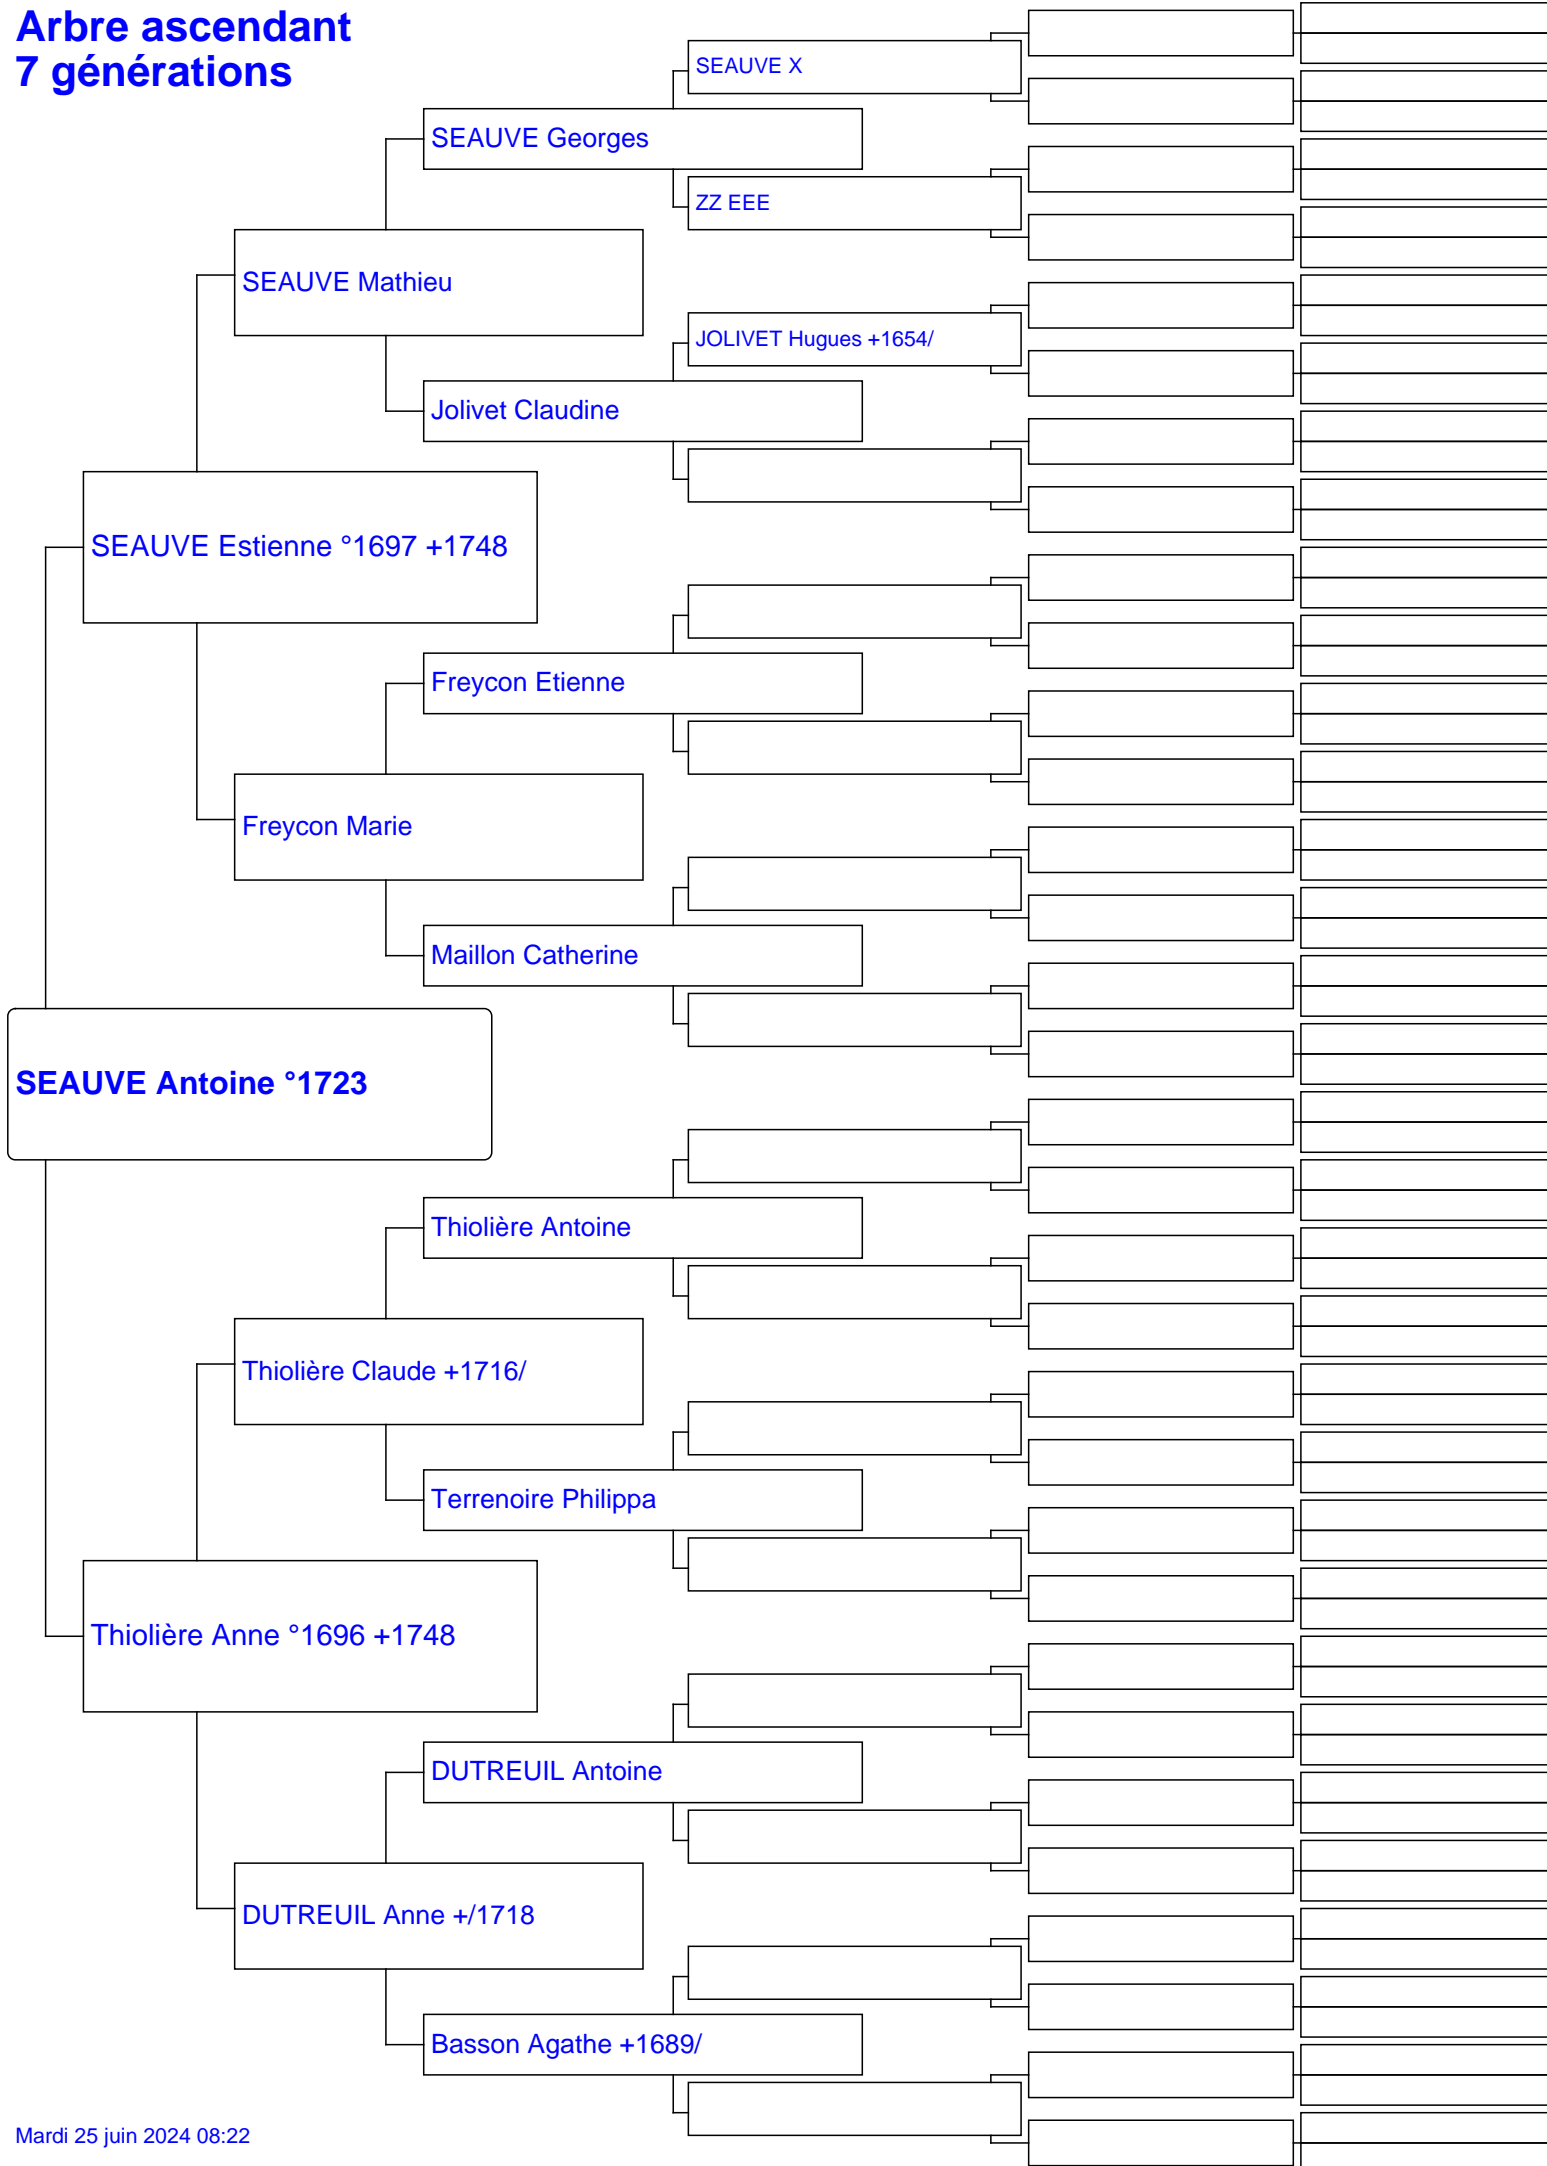 Arbre ascendant
7 générations
SEAUVE X
SEAUVE Georges
ZZ EEE
SEAUVE Mathieu
JOLIVET Hugues +1654/
Jolivet Claudine
SEAUVE Estienne °1697 +1748
Freycon Etienne
Freycon Marie
Maillon Catherine
SEAUVE Antoine °1723
Thiolière Antoine
Thiolière Claude +1716/
Terrenoire Philippa
Thiolière Anne °1696 +1748
DUTREUIL Antoine
DUTREUIL Anne +/1718
Basson Agathe +1689/
Mardi 25 juin 2024 08:22